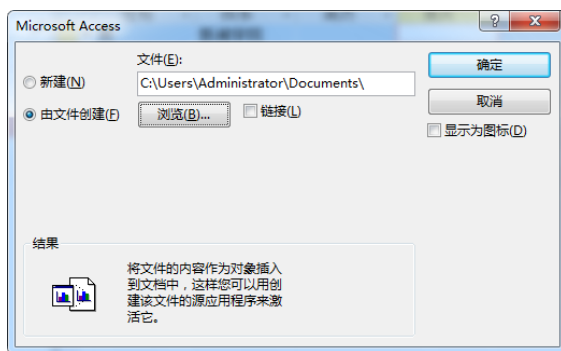 Microsoft Access
文件(E):
新建(N)
C:\Users\Administrator\Documents\
由文件创建(F)
浏览(B)...
链接(L)
确定
取消
显示为图标(D)
结果
将文件的内容作为对象插入
到文档中，这样您可以用创
建该文件的源应用程序来激
活它。